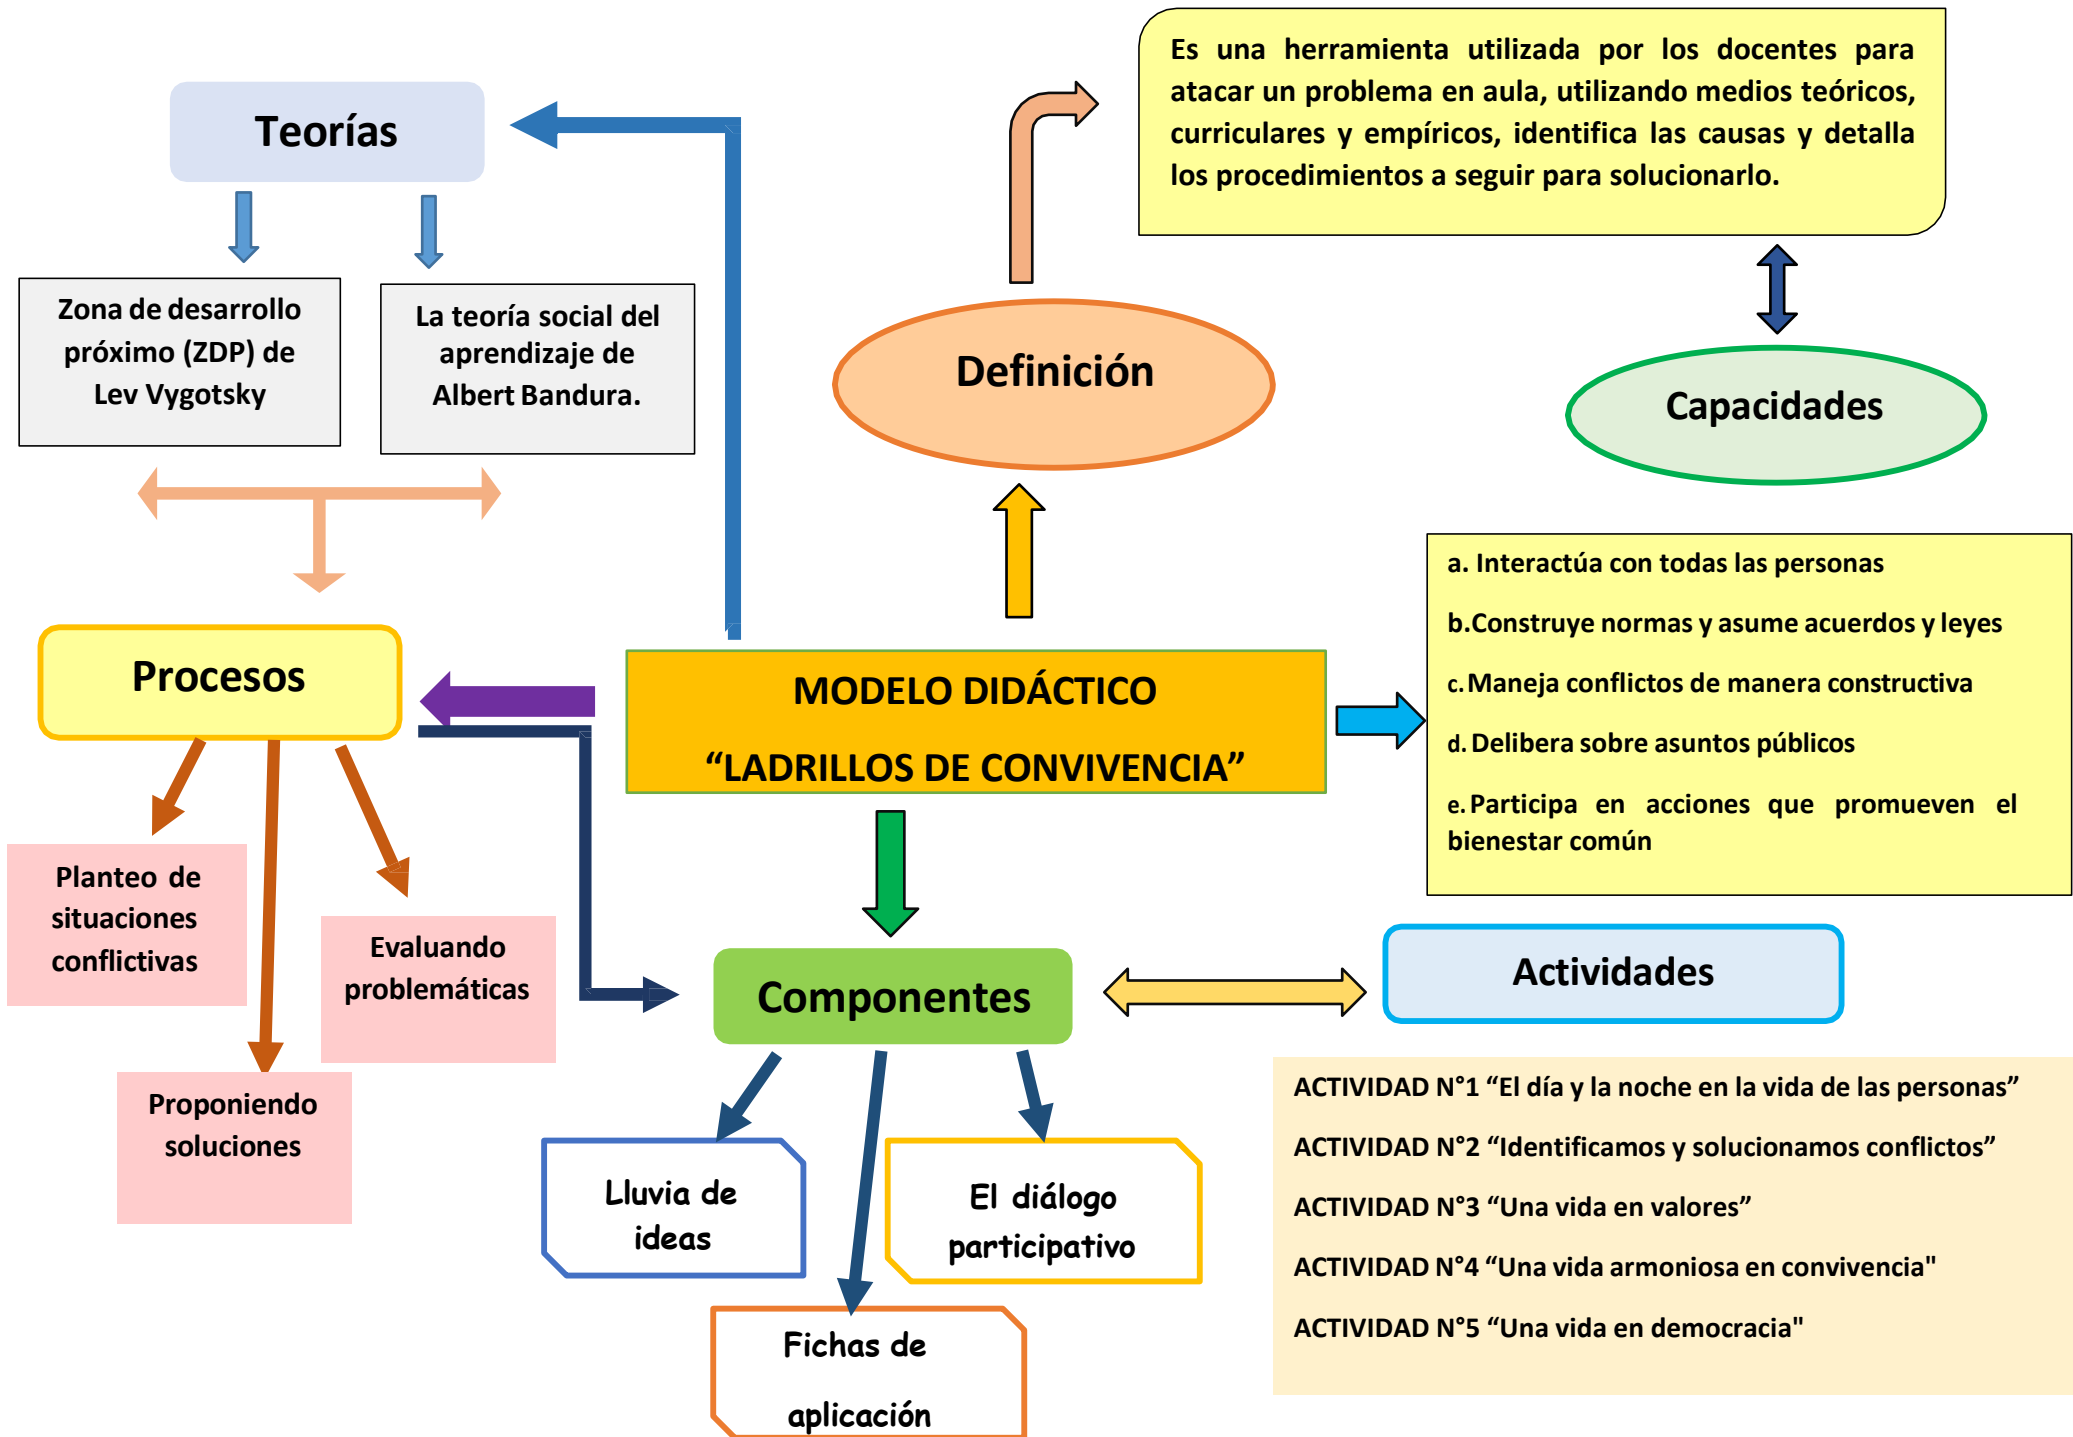 Es una herramienta utilizada por los docentes para
atacar un problema en aula, utilizando medios teóricos,
curriculares y empíricos, identifica las causas y detalla
los procedimientos a seguir para solucionarlo.
Teorías
Zona de desarrollo
próximo (ZDP) de
Lev Vygotsky
La teoría social del
aprendizaje de
Albert Bandura.
Definición
Capacidades
a. Interactúa con todas las personas
b.Construye normas y asume acuerdos y leyes
c. Maneja conflictos de manera constructiva
d. Delibera sobre asuntos públicos
e. Participa en acciones que promueven el
bienestar común
Procesos
MODELO DIDÁCTICO
“LADRILLOS DE CONVIVENCIA”
Planteo de
situaciones
conflictivas
Evaluando
problemáticas
Proponiendo
soluciones
Componentes
Actividades
Lluvia de
ideas
El diálogo
participativo
Fichas de
aplicación
ACTIVIDAD N°1 “El día y la noche en la vida de las personas”
ACTIVIDAD N°2 “Identificamos y solucionamos conflictos”
ACTIVIDAD N°3 “Una vida en valores”
ACTIVIDAD N°4 “Una vida armoniosa en convivencia"
ACTIVIDAD N°5 “Una vida en democracia"